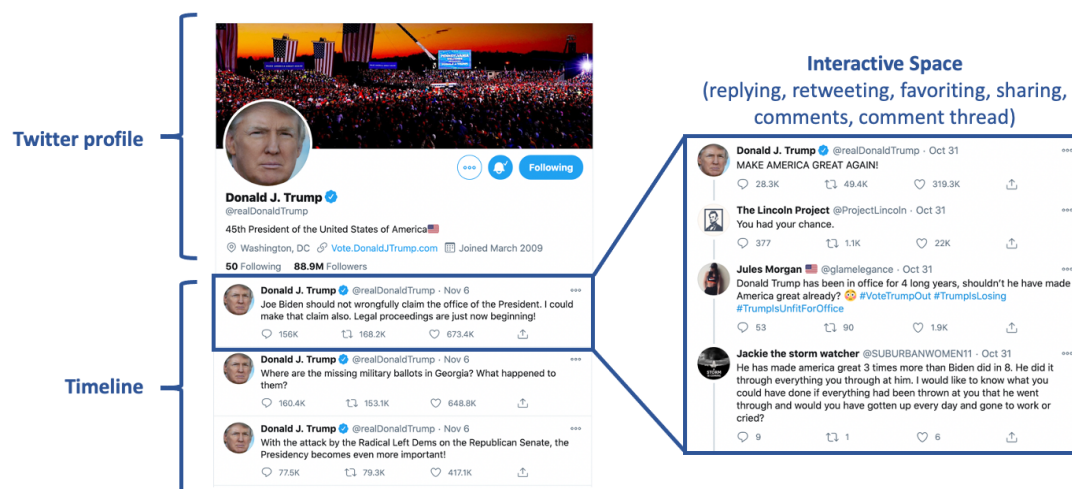 Twitter profile
Donald J. Trump
@realDonaldTrump
45th President of the United States of America🇺🇸
Washington, DC Vote.DonaldJTrump.com Joined March 2009
50 Following 88.9M Followers
Following
Timeline
Donald J. Trump @realDonaldTrump · Nov 6
Joe Biden should not wrongfully claim the office of the President. I could
make that claim also. Legal proceedings are just now beginning!
156K 168.2K 673.4K
Donald J. Trump @realDonaldTrump · Nov 6
Where are the missing military ballots in Georgia? What happened to
them?
160.4K 153.1K 648.8K
Donald J. Trump @realDonaldTrump · Nov 6
With the attack by the Radical Left Dems on the Republican Senate, the
Presidency becomes even more important!
77.5K 79.3K 417.1K
Interactive Space
(replying, retweeting, favoriting, sharing,
comments, comment thread)
Donald J. Trump @realDonaldTrump · Oct 31
MAKE AMERICA GREAT AGAIN!
28.3K 49.4K 319.3K
The Lincoln Project @ProjectLincoln · Oct 31
You had your chance.
377 1.1K 22K
Jules Morgan 🇺🇸 @glamelegance · Oct 31
Donald Trump has been in office for 4 long years, shouldn't he have made
America great already? 😳 #VoteTrumpOut #TrumpIsLosing
#TrumpIsUnfitForOffice
53 90 1.9K
Jackie the storm watcher @SUBURBANWOMEN11 · Oct 31
He has made america great 3 times more than Biden did in 8. He did it
through everything you through at him. I would like to know what you
could have done if everything had been thrown at you that he went
through and would you have gotten up every day and gone to work or
cried?
9 1 6